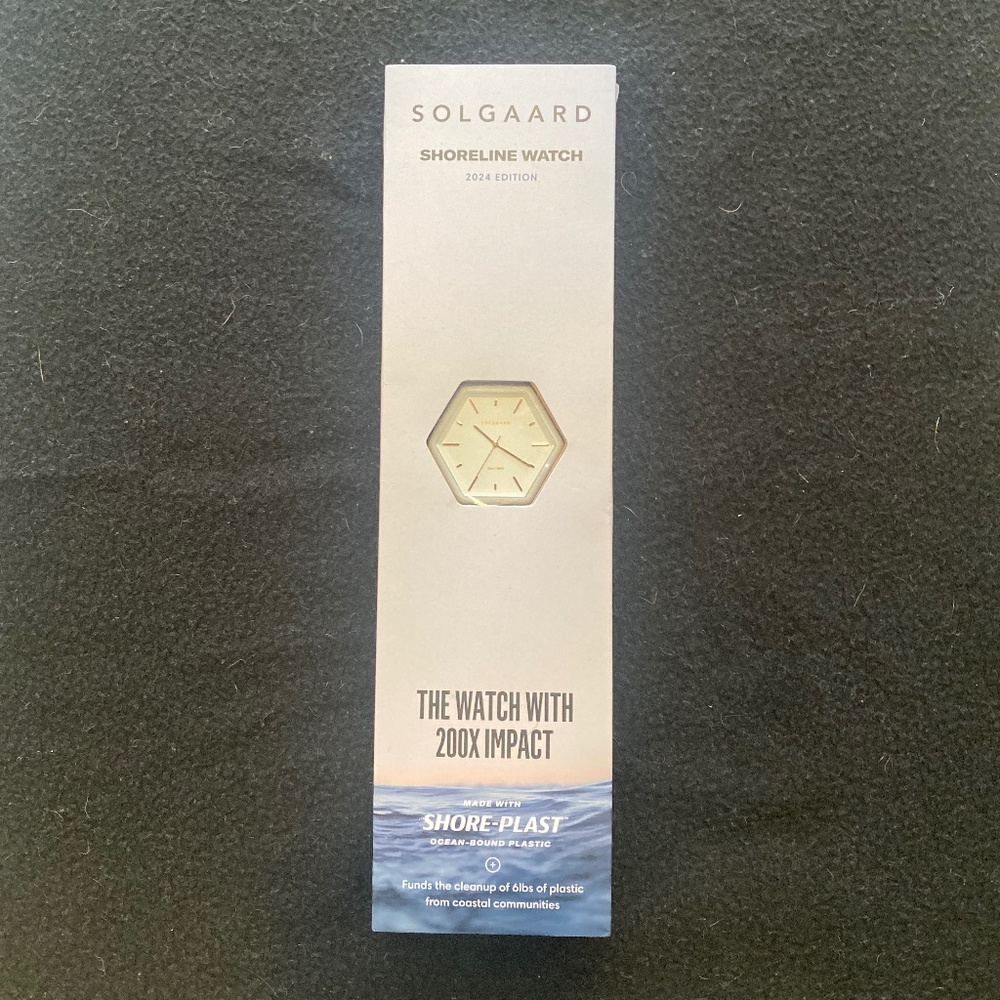 SOLGAARD
SHORELINE WATCH
2024 EDITION
SOLGAARD
THE WATCH WITH
200X IMPACT
MADE WITH
SHORE-PLAST™
OCEAN-BOUND PLASTIC
Funds the cleanup of 6lbs of plastic
from coastal communities